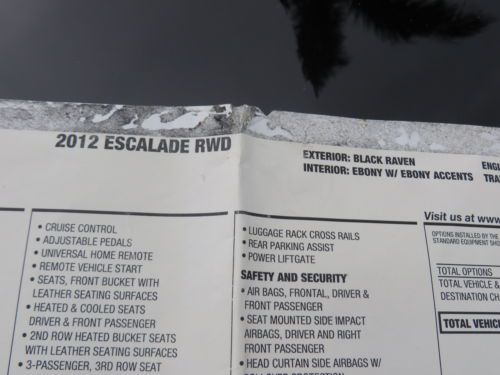 2012 ESCALADE RWD
EXTERIOR: BLACK RAVEN
INTERIOR: EBONY W/ EBONY ACCENTS
Visit us at www
• CRUISE CONTROL
• ADJUSTABLE PEDALS
• UNIVERSAL HOME REMOTE
• REMOTE VEHICLE START
• SEATS, FRONT BUCKET WITH
LEATHER SEATING SURFACES
• HEATED & COOLED SEATS
DRIVER & FRONT PASSENGER
• 2ND ROW HEATED BUCKET SEATS
WITH LEATHER SEATING SURFACES
• 3-PASSENGER, 3RD ROW SEAT
• LUGGAGE RACK CROSS RAILS
• REAR PARKING ASSIST
• POWER LIFTGATE
SAFETY AND SECURITY
• AIR BAGS, FRONTAL, DRIVER &
FRONT PASSENGER
• SEAT MOUNTED SIDE IMPACT
AIRBAGS, DRIVER AND RIGHT
FRONT PASSENGER
• HEAD CURTAIN SIDE AIRBAGS W/
OPTIONS INSTALLED BY THE
STANDARD EQUIPMENT SHO
TOTAL OPTIONS
TOTAL VEHICLE &
DESTINATION CH
TOTAL VEHIC